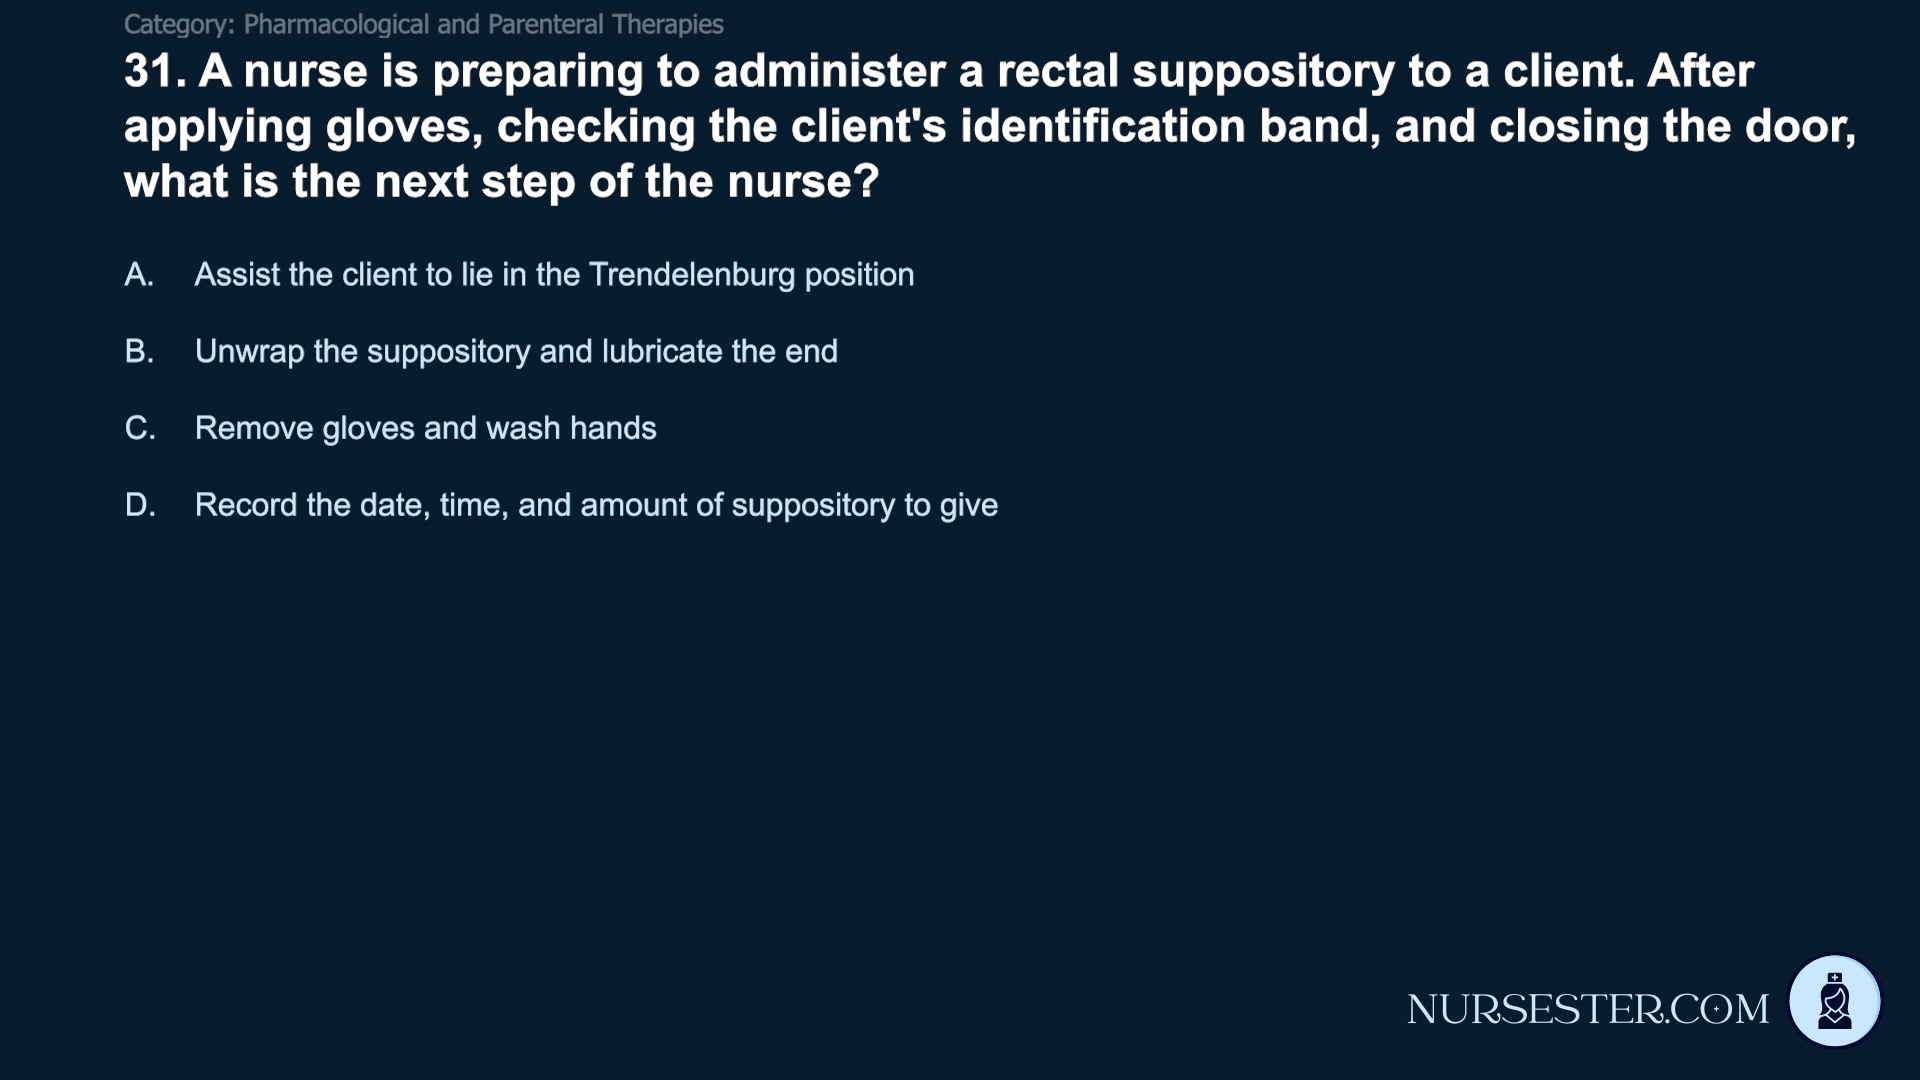 Category: Pharmacological and Parenteral Therapies
31. A nurse is preparing to administer a rectal suppository to a client. After
applying gloves, checking the client's identification band, and closing the door,
what is the next step of the nurse?
A. Assist the client to lie in the Trendelenburg position
B. Unwrap the suppository and lubricate the end
C. Remove gloves and wash hands
D. Record the date, time, and amount of suppository to give
NURSESTER.COM